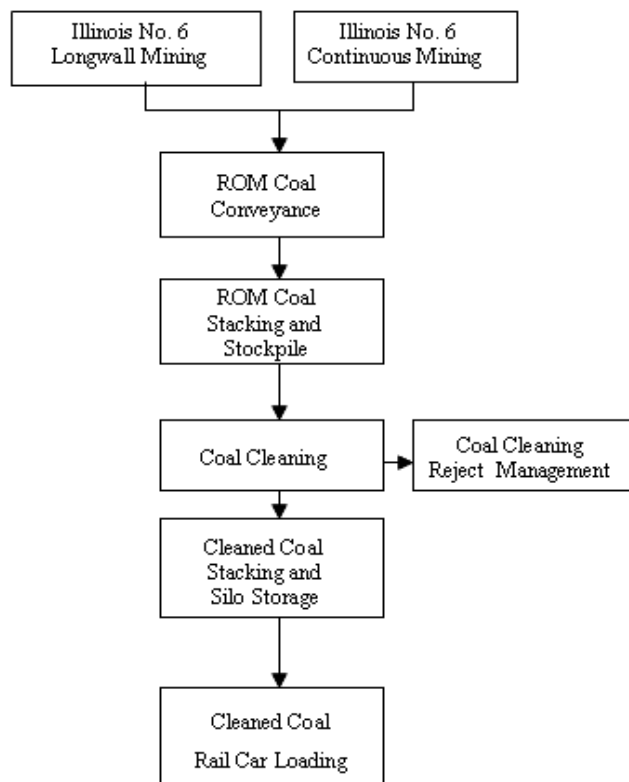 Illinois No. 6
Longwall Mining
Illinois No. 6
Continuous Mining
ROM Coal
Conveyance
ROM Coal
Stacking and
Stockpile
Coal Cleaning
Coal Cleaning
Reject Management
Cleaned Coal
Stacking and
Silo Storage
Cleaned Coal
Rail Car Loading